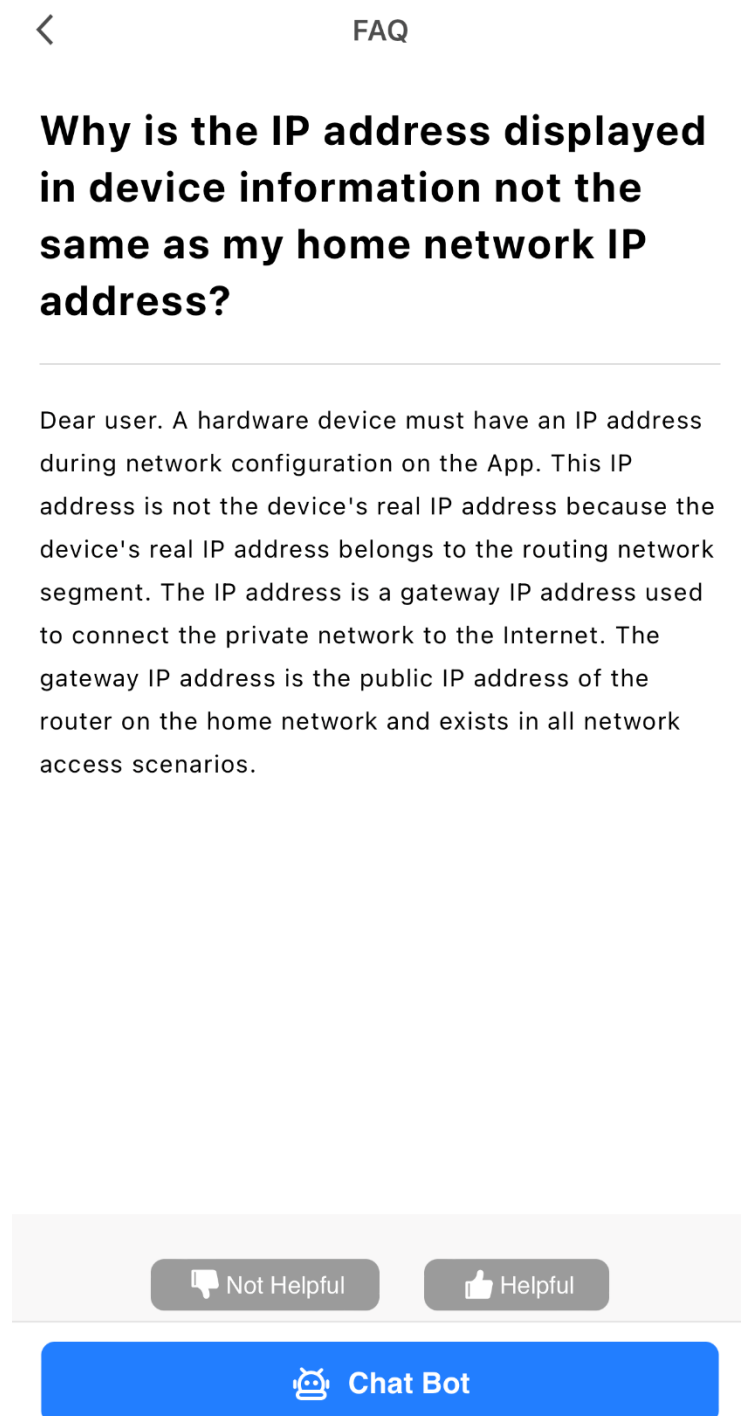 FAQ
Why is the IP address displayed
in device information not the
same as my home network IP
address?
Dear user. A hardware device must have an IP address
during network configuration on the App. This IP
address is not the device's real IP address because the
device's real IP address belongs to the routing network
segment. The IP address is a gateway IP address used
to connect the private network to the Internet. The
gateway IP address is the public IP address of the
router on the home network and exists in all network
access scenarios.
Not Helpful
Helpful
Chat Bot